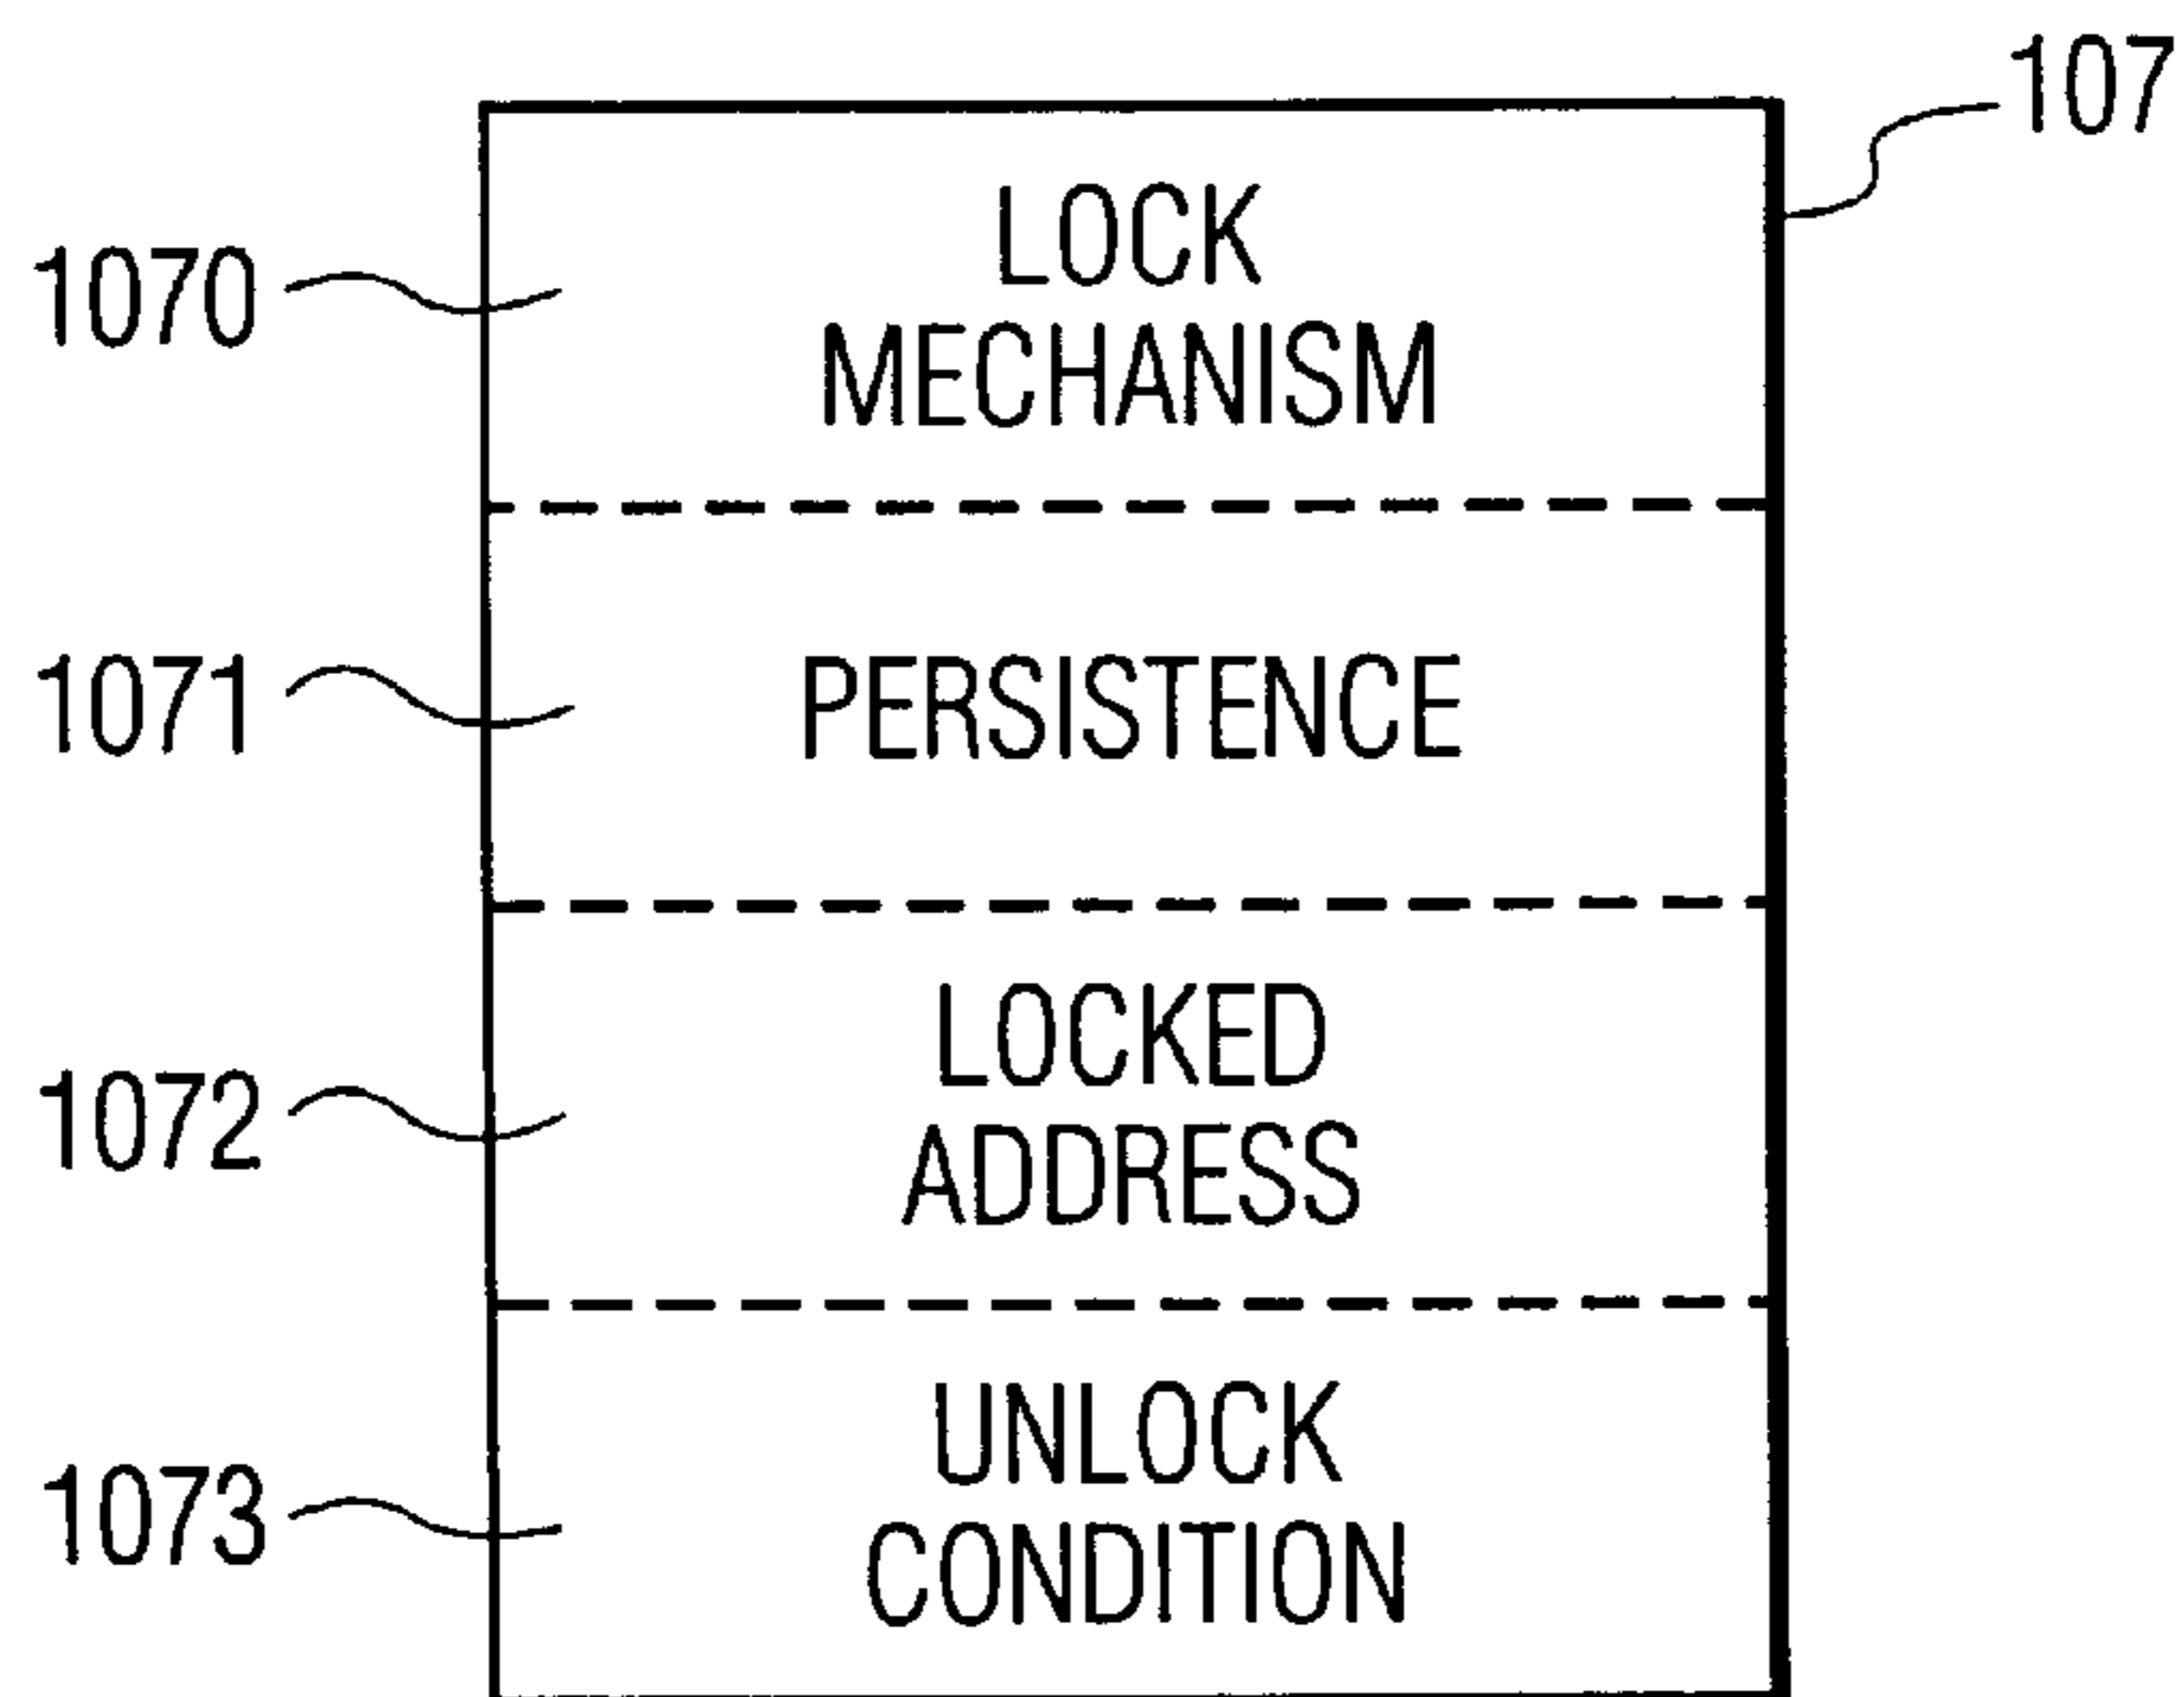 107
1070
LOCK
MECHANISM
1071
PERSISTENCE
1072
LOCKED
ADDRESS
1073
UNLOCK
CONDITION